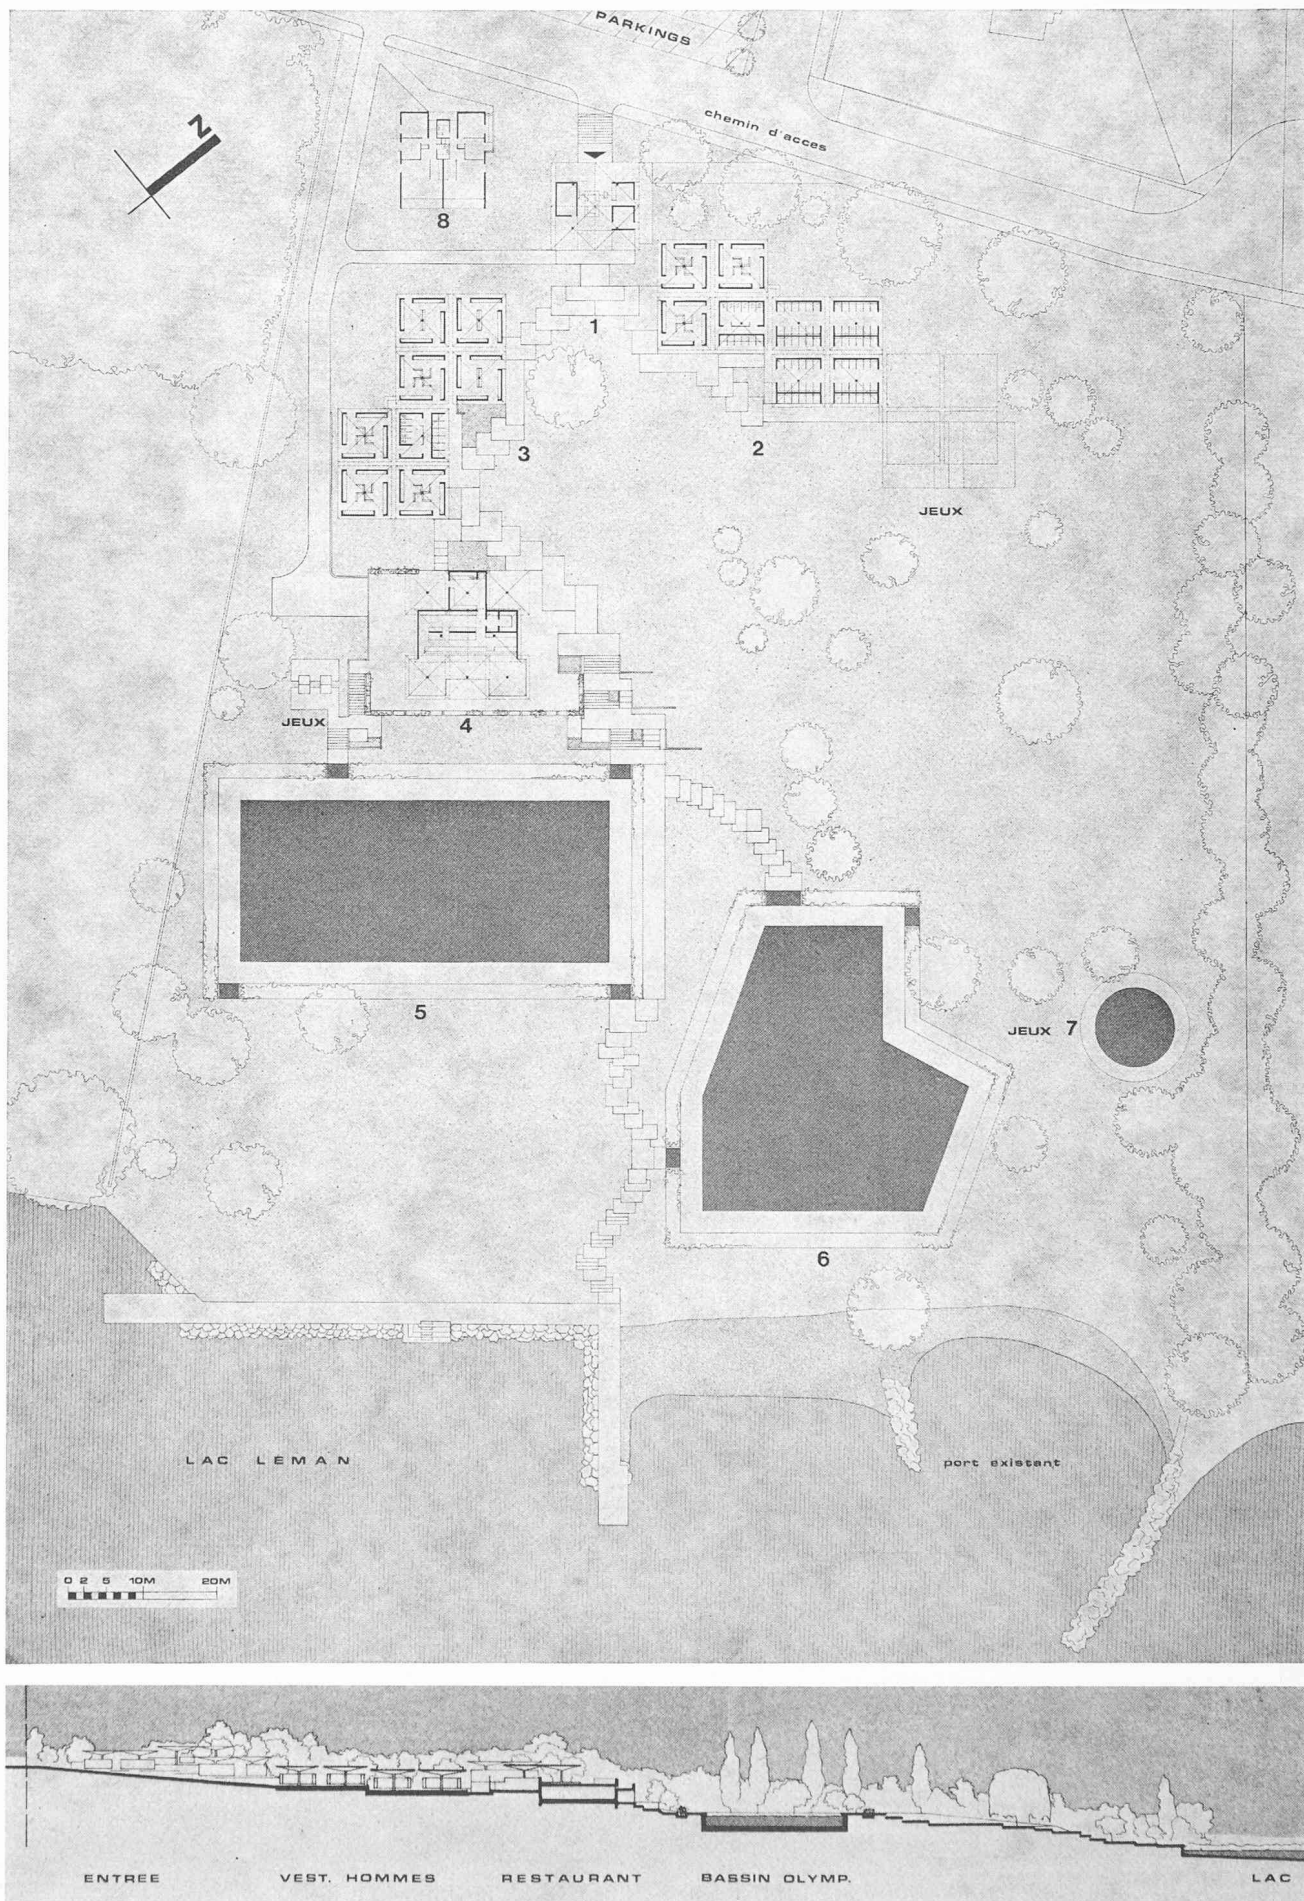 PARKINGS
chemin d'acces
N
8
1
3
2
JEUX
JEUX
4
5
JEUX 7
6
LAC LEMAN
port existant
0 2 5 10M 20M
ENTREE VEST. HOMMES RESTAURANT BASSIN OLYMP. LAC